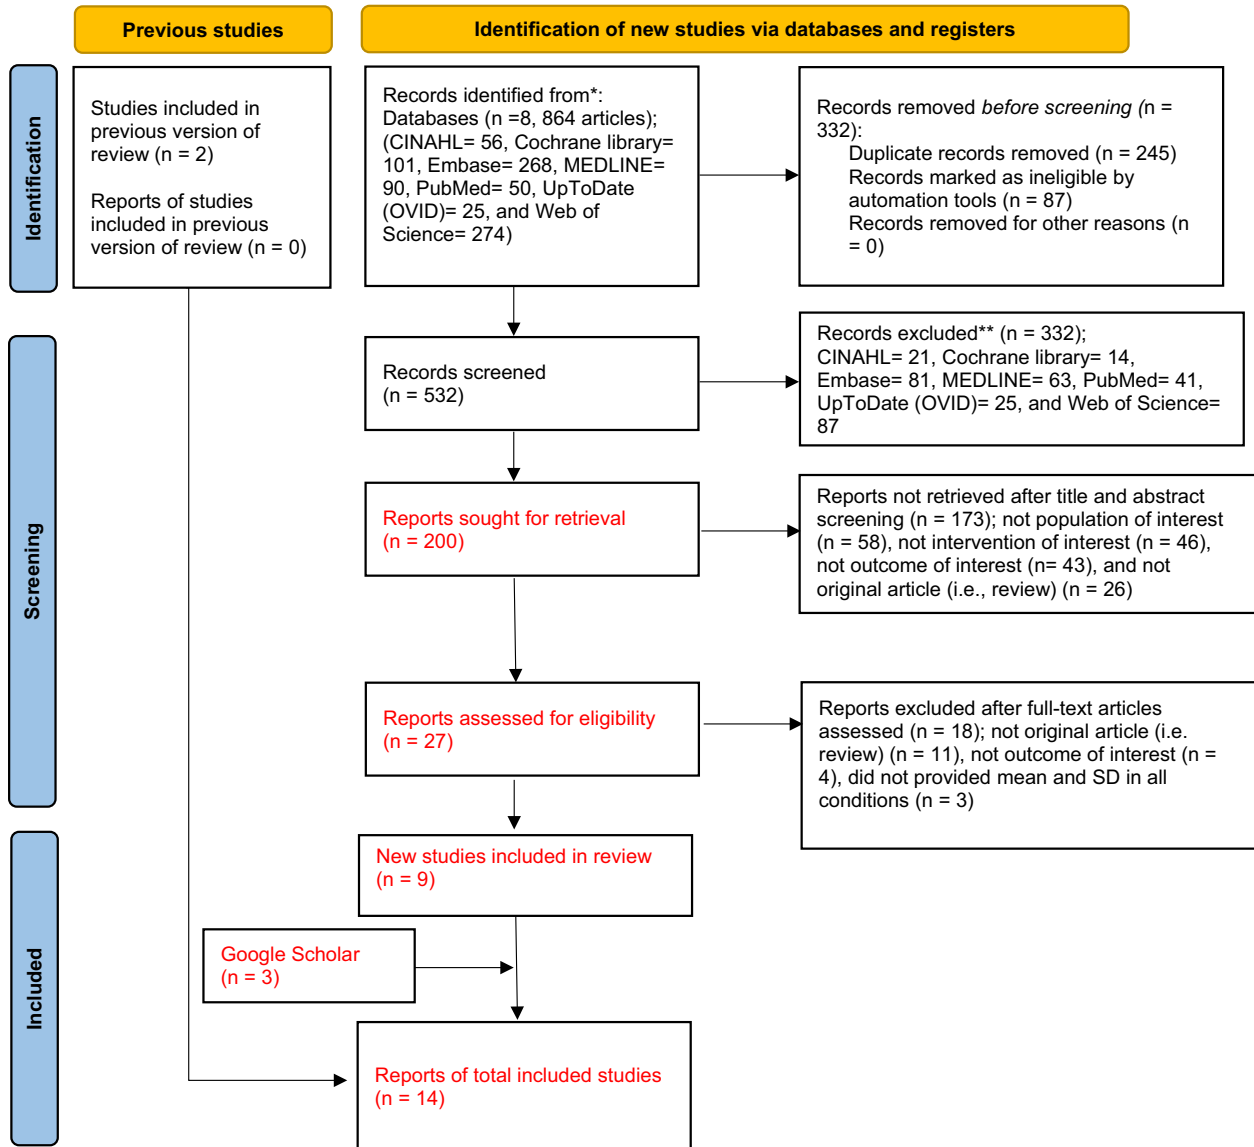 Previous studies
Identification of new studies via databases and registers
Identification
Studies included in
previous version of
review (n = 2)
Reports of studies
included in previous
version of review (n = 0)
Records identified from*:
Databases (n =8, 864 articles);
(CINAHL= 56, Cochrane library=
101, Embase= 268, MEDLINE=
90, PubMed= 50, UpToDate
(OVID)= 25, and Web of
Science= 274)
Records removed before screening (n =
332):
Duplicate records removed (n = 245)
Records marked as ineligible by
automation tools (n = 87)
Records removed for other reasons (n
= 0)
Screening
Records screened
(n = 532)
Records excluded** (n = 332);
CINAHL= 21, Cochrane library= 14,
Embase= 81, MEDLINE= 63, PubMed= 41,
UpToDate (OVID)= 25, and Web of Science=
87
Reports sought for retrieval
(n = 200)
Reports not retrieved after title and abstract
screening (n = 173); not population of interest
(n = 58), not intervention of interest (n = 46),
not outcome of interest (n= 43), and not
original article (i.e., review) (n = 26)
Reports assessed for eligibility
(n = 27)
Reports excluded after full-text articles
assessed (n = 18); not original article (i.e.
review) (n = 11), not outcome of interest (n =
4), did not provided mean and SD in all
conditions (n = 3)
Included
New studies included in review
(n = 9)
Google Scholar
(n = 3)
Reports of total included studies
(n = 14)